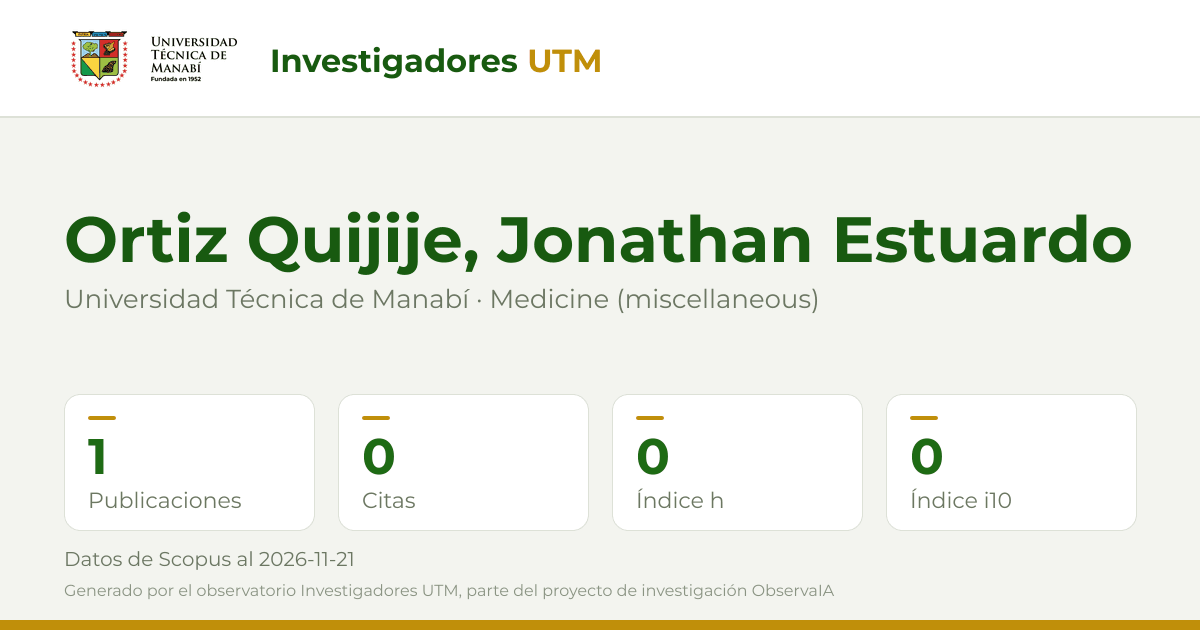 UNIVERSIDAD
TÉCNICA DE
MANABÍ
Fundada en 1952
Investigadores UTM
Ortiz Quijije, Jonathan Estuardo
Universidad Técnica de Manabí · Medicine (miscellaneous)
1
Publicaciones
0
Citas
0
Índice h
0
Índice i10
Datos de Scopus al 2026-11-21
Generado por el observatorio Investigadores UTM, parte del proyecto de investigación ObservaIA